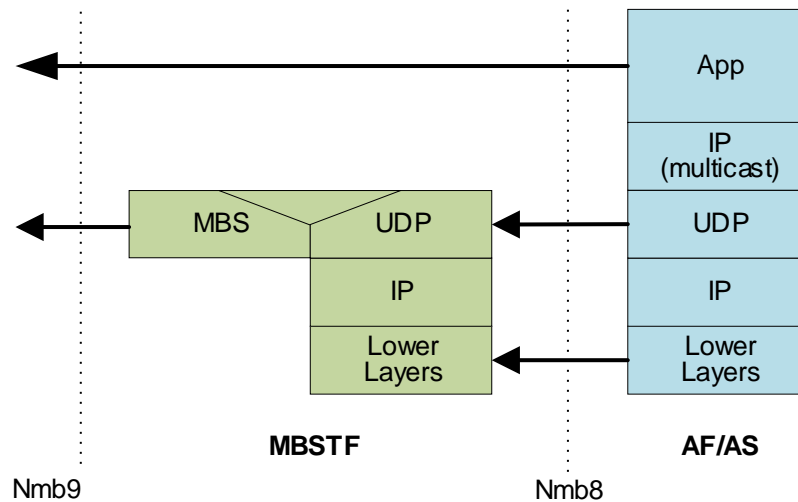 App
IP
(multicast)
MBS
UDP
UDP
IP
IP
Lower
Layers
Lower
Layers
MBSTF
AF/AS
Nmb9
Nmb8